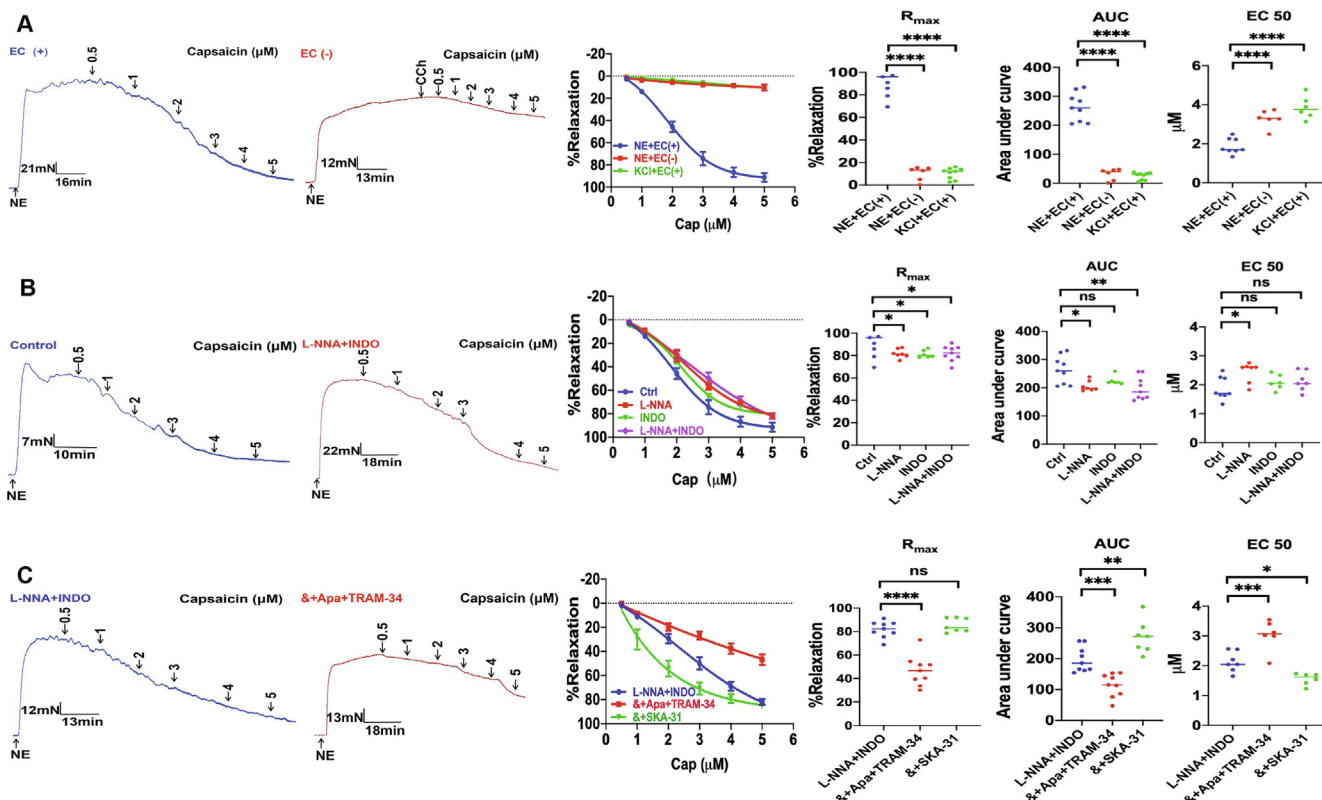 A
EC (+)
Capsaicin (μM)
0.5
1
2
3
4
5
21mN
16min
NE
EC (-)
Capsaicin (μM)
CCh
0.5
1
2
3
4
5
12mN
13min
NE
-20
0
20
40
60
80
100
%Relaxation
NE+EC(+)
NE+EC(-)
KCl+EC(+)
0 1 2 3 4 5 6
Cap (μM)
Rmax
****
****
%Relaxation
100
80
60
40
20
0
NE+EC(+)
NE+EC(-)
KCl+EC(+)
AUC
****
****
Area under curve
400
300
200
100
0
NE+EC(+)
NE+EC(-)
KCl+EC(+)
EC 50
****
****
μM
6
4
2
0
NE+EC(+)
NE+EC(-)
KCl+EC(+)
B
Control
Capsaicin (μM)
0.5
1
2
3
4
5
7mN
10min
NE
L-NNA+INDO
Capsaicin (μM)
0.5
1
2
3
4
5
22mN
18min
NE
-20
0
20
40
60
80
100
%Relaxation
Ctrl
L-NNA
INDO
L-NNA+INDO
0 1 2 3 4 5 6
Cap (μM)
Rmax
*
*
*
%Relaxation
100
80
60
40
20
0
Ctrl
L-NNA
INDO
L-NNA+INDO
AUC
**
ns
*
Area under curve
400
300
200
100
0
Ctrl
L-NNA
INDO
L-NNA+INDO
EC 50
ns
ns
*
μM
4
3
2
1
0
Ctrl
L-NNA
INDO
L-NNA+INDO
C
L-NNA+INDO
Capsaicin (μM)
0.5
1
2
3
4
5
12mN
13min
NE
&+Apa+TRAM-34
Capsaicin (μM)
0.5
1
2
3
4
5
13mN
18min
NE
-20
0
20
40
60
80
100
%Relaxation
L-NNA+INDO
&+Apa+TRAM-34
&+SKA-31
0 1 2 3 4 5 6
Cap (μM)
Rmax
ns
****
%Relaxation
100
80
60
40
20
0
L-NNA+INDO
&+Apa+TRAM-34
&+SKA-31
AUC
**
***
Area under curve
400
300
200
100
0
L-NNA+INDO
&+Apa+TRAM-34
&+SKA-31
EC 50
*
***
μM
4
3
2
1
0
L-NNA+INDO
&+Apa+TRAM-34
&+SKA-31